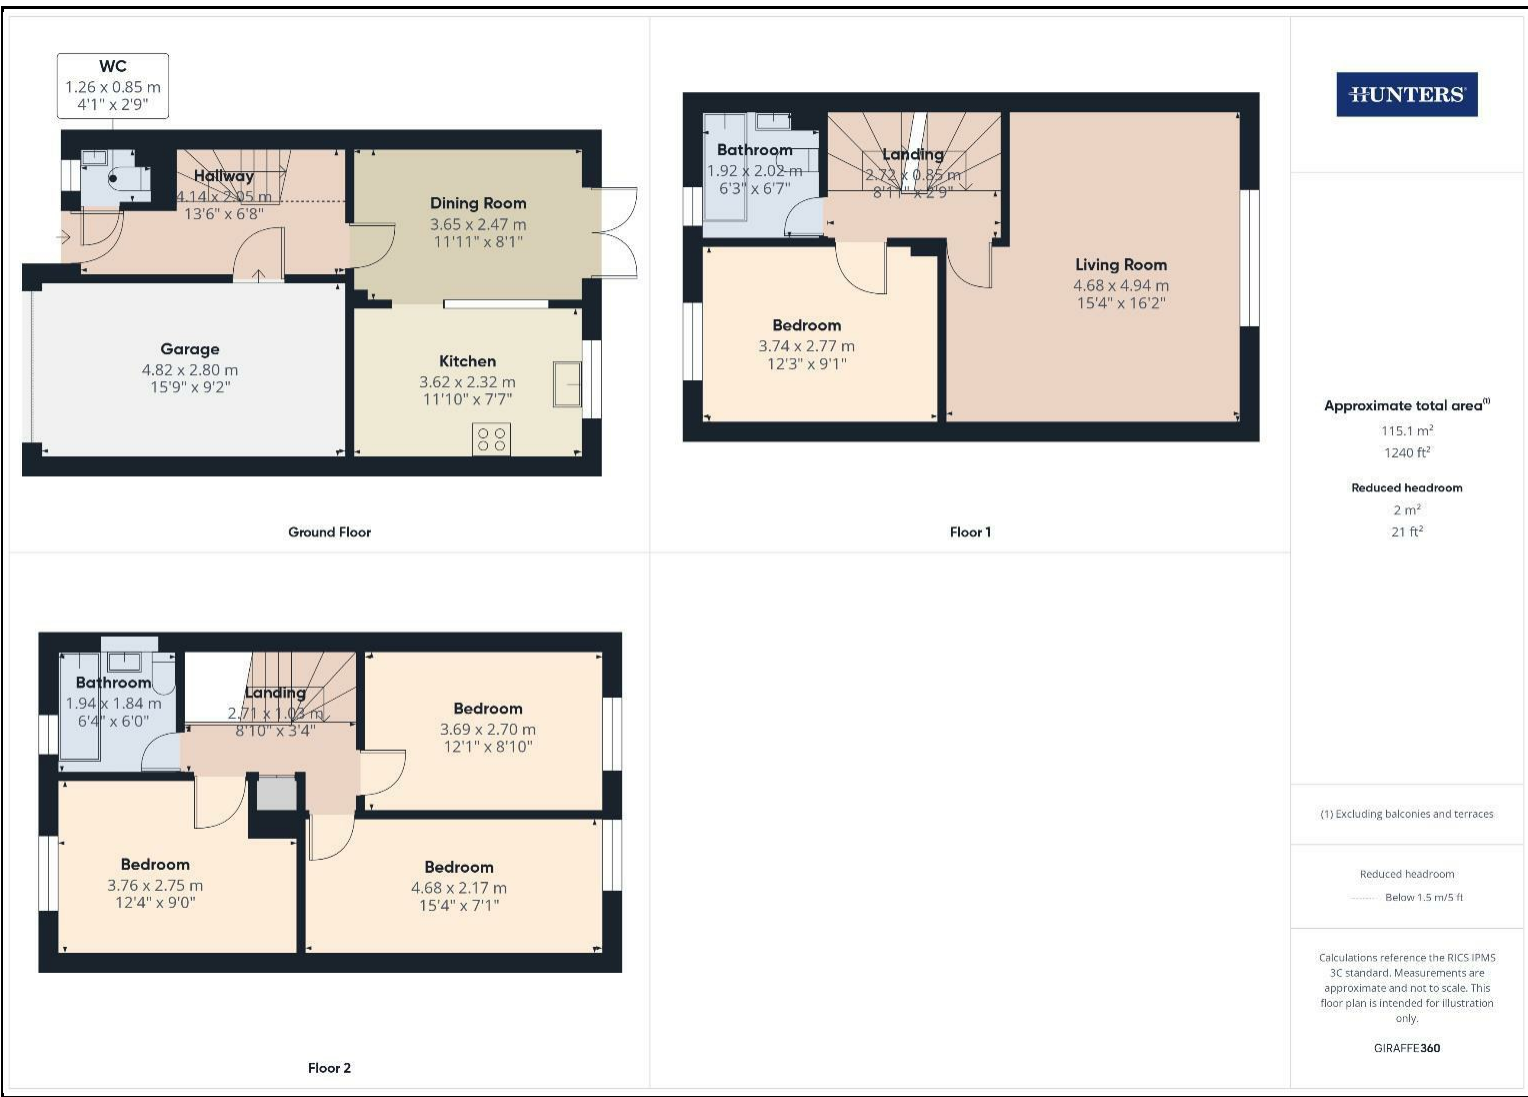 WC
1.26 x 0.85 m
4'1" x 2'9"
Hallway
4.14 x 2.05 m
13'6" x 6'8"
Dining Room
3.65 x 2.47 m
11'11" x 8'1"
Garage
4.82 x 2.80 m
15'9" x 9'2"
Kitchen
3.62 x 2.32 m
11'10" x 7'7"
Ground Floor
Bathroom
1.92 x 2.02 m
6'3" x 6'7"
Landing
2.72 x 0.85 m
8'11" x 2'9"
Living Room
4.68 x 4.94 m
15'4" x 16'2"
Bedroom
3.74 x 2.77 m
12'3" x 9'1"
Floor 1
Bathroom
1.94 x 1.84 m
6'4" x 6'0"
Landing
2.71 x 1.03 m
8'10" x 3'4"
Bedroom
3.69 x 2.70 m
12'1" x 8'10"
Bedroom
3.76 x 2.75 m
12'4" x 9'0"
Bedroom
4.68 x 2.17 m
15'4" x 7'1"
Floor 2
HUNTERS
Approximate total area⁽¹⁾
115.1 m²
1240 ft²
Reduced headroom
2 m²
21 ft²
(1) Excluding balconies and terraces
Reduced headroom
Below 1.5 m/5 ft
Calculations reference the RICS IPMS
3C standard. Measurements are
approximate and not to scale. This
floor plan is intended for illustration
only.
GIRAFFE360